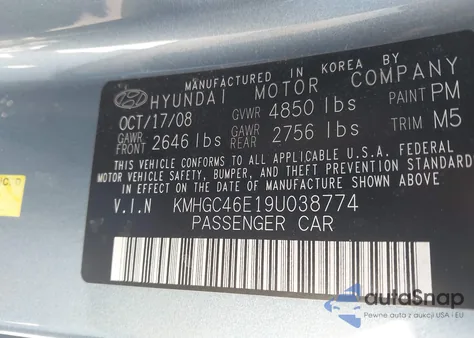 MANUFACTURED IN KOREA BY
HYUNDAI MOTOR COMPANY
OCT/17/08 GVWR 4850 lbs PAINT PM
GAWR FRONT 2646 lbs GAWR REAR 2756 lbs TRIM M5
THIS VEHICLE CONFORMS TO ALL APPLICABLE U.S.A. FEDERAL
MOTOR VEHICLE SAFETY, BUMPER, AND THEFT PREVENTION STANDARDS
IN EFFECT ON THE DATE OF MANUFACTURE SHOWN ABOVE.
V.I.N KMHGC46E19U038774
PASSENGER CAR
autoSnap
Pewne auta z aukcji USA i EU